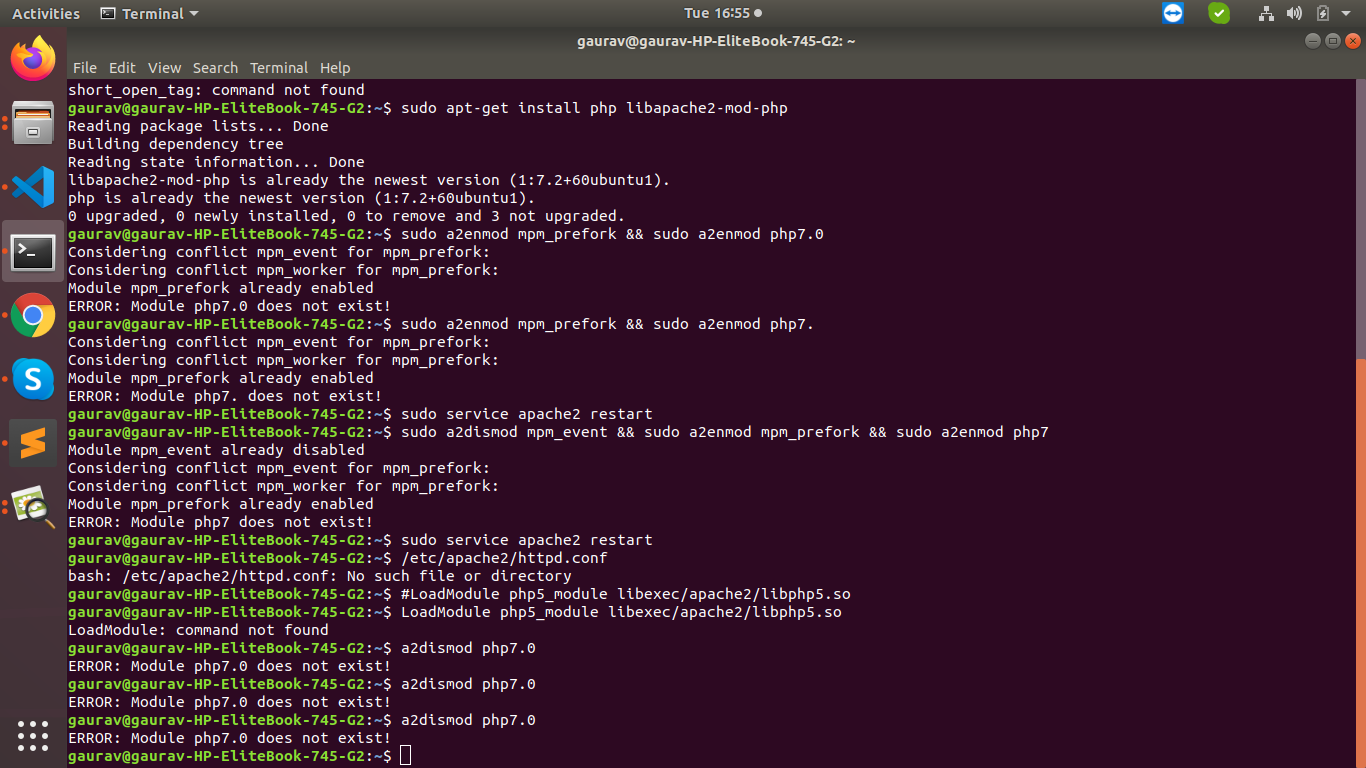 Activities Terminal Tue 16:55
gaurav@gaurav-HP-EliteBook-745-G2: ~
File Edit View Search Terminal Help
short_open_tag: command not found
gaurav@gaurav-HP-EliteBook-745-G2:~$ sudo apt-get install php libapache2-mod-php
Reading package lists... Done
Building dependency tree
Reading state information... Done
libapache2-mod-php is already the newest version (1:7.2+60ubuntu1).
php is already the newest version (1:7.2+60ubuntu1).
0 upgraded, 0 newly installed, 0 to remove and 3 not upgraded.
gaurav@gaurav-HP-EliteBook-745-G2:~$ sudo a2enmod mpm_prefork && sudo a2enmod php7.0
Considering conflict mpm_event for mpm_prefork:
Considering conflict mpm_worker for mpm_prefork:
Module mpm_prefork already enabled
ERROR: Module php7.0 does not exist!
gaurav@gaurav-HP-EliteBook-745-G2:~$ sudo a2enmod mpm_prefork && sudo a2enmod php7.
Considering conflict mpm_event for mpm_prefork:
Considering conflict mpm_worker for mpm_prefork:
Module mpm_prefork already enabled
ERROR: Module php7. does not exist!
gaurav@gaurav-HP-EliteBook-745-G2:~$ sudo service apache2 restart
gaurav@gaurav-HP-EliteBook-745-G2:~$ sudo a2dismod mpm_event && sudo a2enmod mpm_prefork && sudo a2enmod php7
Module mpm_event already disabled
Considering conflict mpm_event for mpm_prefork:
Considering conflict mpm_worker for mpm_prefork:
Module mpm_prefork already enabled
ERROR: Module php7 does not exist!
gaurav@gaurav-HP-EliteBook-745-G2:~$ sudo service apache2 restart
gaurav@gaurav-HP-EliteBook-745-G2:~$ /etc/apache2/httpd.conf
bash: /etc/apache2/httpd.conf: No such file or directory
gaurav@gaurav-HP-EliteBook-745-G2:~$ #LoadModule php5_module libexec/apache2/libphp5.so
gaurav@gaurav-HP-EliteBook-745-G2:~$ LoadModule php5_module libexec/apache2/libphp5.so
LoadModule: command not found
gaurav@gaurav-HP-EliteBook-745-G2:~$ a2dismod php7.0
ERROR: Module php7.0 does not exist!
gaurav@gaurav-HP-EliteBook-745-G2:~$ a2dismod php7.0
ERROR: Module php7.0 does not exist!
gaurav@gaurav-HP-EliteBook-745-G2:~$ a2dismod php7.0
ERROR: Module php7.0 does not exist!
gaurav@gaurav-HP-EliteBook-745-G2:~$